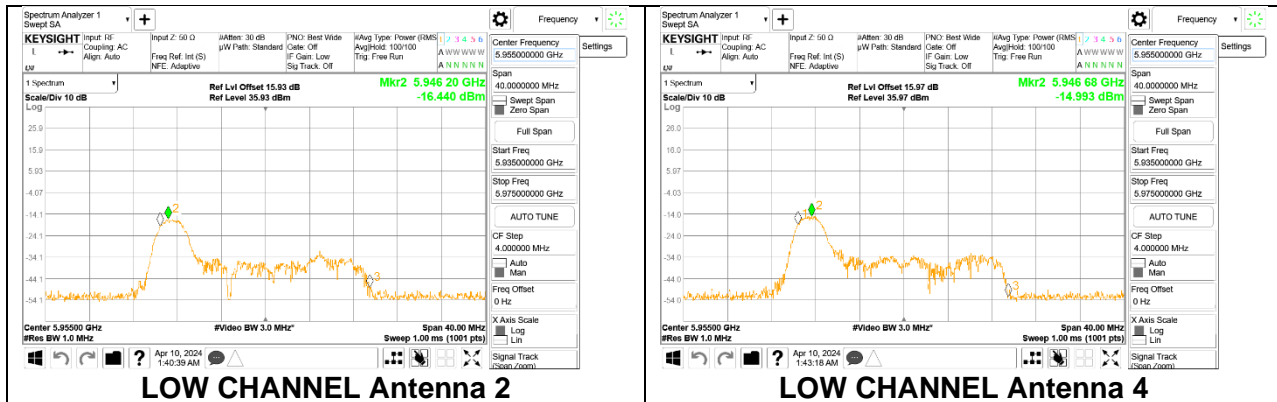 Spectrum Analyzer 1
Swept SA
Frequency
KEYSIGHT
Input: RF
Coupling: AC
Align: Auto
Input Z: 50 Ω
Freq Ref: Int (S)
NFE: Adaptive
#Atten: 30 dB
µW Path: Standard
PNO: Best Wide
Gate: Off
IF Gain: Low
Sig Track: Off
#Avg Type: Power (RMS)
Avg|Hold: 100/100
Trig: Free Run
1 2 3 4 5 6
A W W W W W
A N N N N N
Center Frequency
5.955000000 GHz
Settings
Span
40.0000000 MHz
Swept Span
Zero Span
Full Span
Start Freq
5.935000000 GHz
Stop Freq
5.975000000 GHz
AUTO TUNE
CF Step
4.000000 MHz
Auto
Man
Freq Offset
0 Hz
X Axis Scale
Log
Lin
Signal Track
(Span Zoom)
1 Spectrum
Scale/Div 10 dB
Log
Ref Lvl Offset 15.93 dB
Ref Level 35.93 dBm
Mkr2 5.946 20 GHz
-16.440 dBm
25.9
15.9
5.93
-4.07
-14.1
-24.1
-34.1
-44.1
-54.1
2
3
Center 5.95500 GHz
#Res BW 1.0 MHz
#Video BW 3.0 MHz*
Span 40.00 MHz
Sweep 1.00 ms (1001 pts)
Apr 10, 2024
1:40:39 AM
LOW CHANNEL Antenna 2
Spectrum Analyzer 1
Swept SA
Frequency
KEYSIGHT
Input: RF
Coupling: AC
Align: Auto
Input Z: 50 Ω
Freq Ref: Int (S)
NFE: Adaptive
#Atten: 30 dB
µW Path: Standard
PNO: Best Wide
Gate: Off
IF Gain: Low
Sig Track: Off
#Avg Type: Power (RMS)
Avg|Hold: 100/100
Trig: Free Run
1 2 3 4 5 6
A W W W W W
A N N N N N
Center Frequency
5.955000000 GHz
Settings
Span
40.0000000 MHz
Swept Span
Zero Span
Full Span
Start Freq
5.935000000 GHz
Stop Freq
5.975000000 GHz
AUTO TUNE
CF Step
4.000000 MHz
Auto
Man
Freq Offset
0 Hz
X Axis Scale
Log
Lin
Signal Track
(Span Zoom)
1 Spectrum
Scale/Div 10 dB
Log
Ref Lvl Offset 15.97 dB
Ref Level 35.97 dBm
Mkr2 5.946 68 GHz
-14.993 dBm
26.0
16.0
5.97
-4.03
-14.0
-24.0
-34.0
-44.0
-54.0
1
2
3
Center 5.95500 GHz
#Res BW 1.0 MHz
#Video BW 3.0 MHz*
Span 40.00 MHz
Sweep 1.00 ms (1001 pts)
Apr 10, 2024
1:43:18 AM
LOW CHANNEL Antenna 4